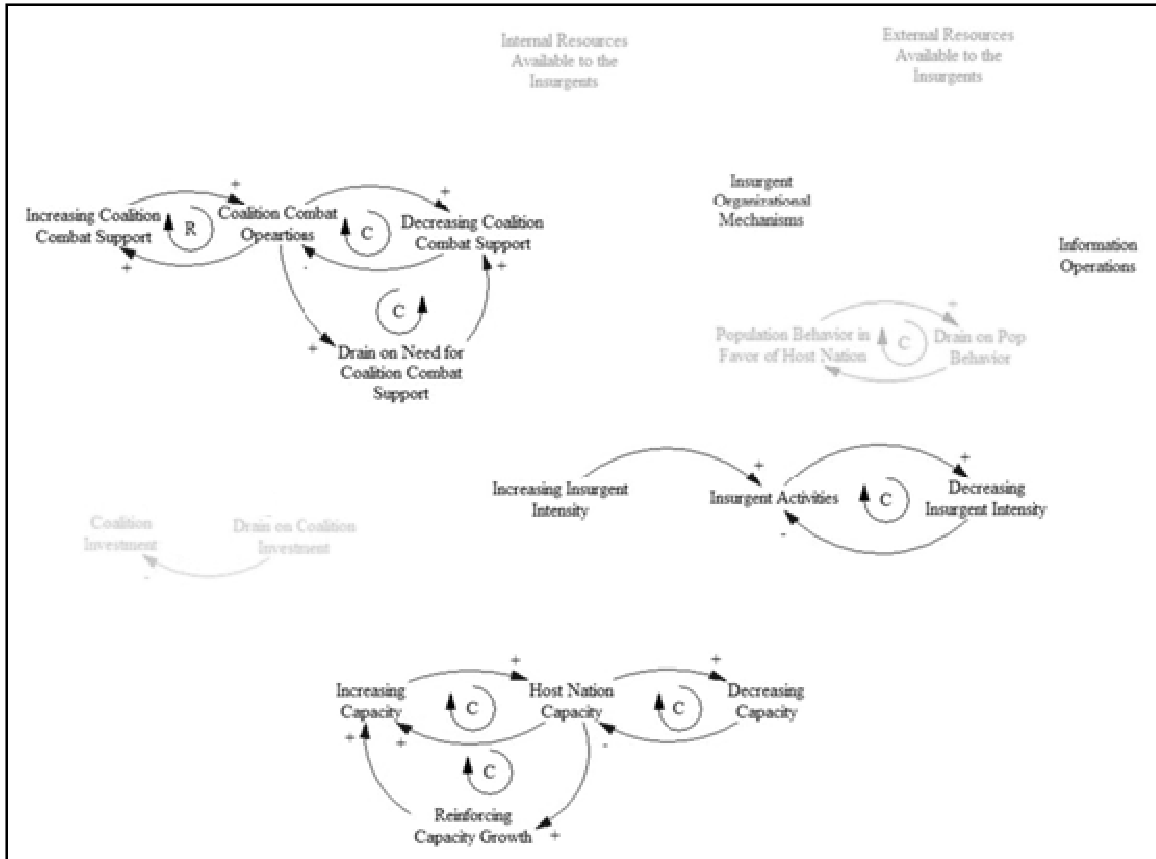 Internal Resources
Available to the
Insurgents
External Resources
Available to the
Insurgents
+
+
Increasing Coalition
Combat Support
R
Coalition Combat
Opeartions
C
Decreasing Coalition
Combat Support
+
-
+
C
+
Drain on Need for
Coalition Combat
Support
Insurgent
Organizational
Mechanisms
Information
Operations
+
Population Behavior in
Favor of Host Nation
C
Drain on Pop
Behavior
-
+
+
Increasing Insurgent
Intensity
Insurgent Activities
C
Decreasing
Insurgent Intensity
-
Coalition
Investment
Drain on Coalition
Investment
-
+
+
Increasing
Capacity
C
Host Nation
Capacity
C
Decreasing
Capacity
+
+
-
C
Reinforcing
Capacity Growth
+